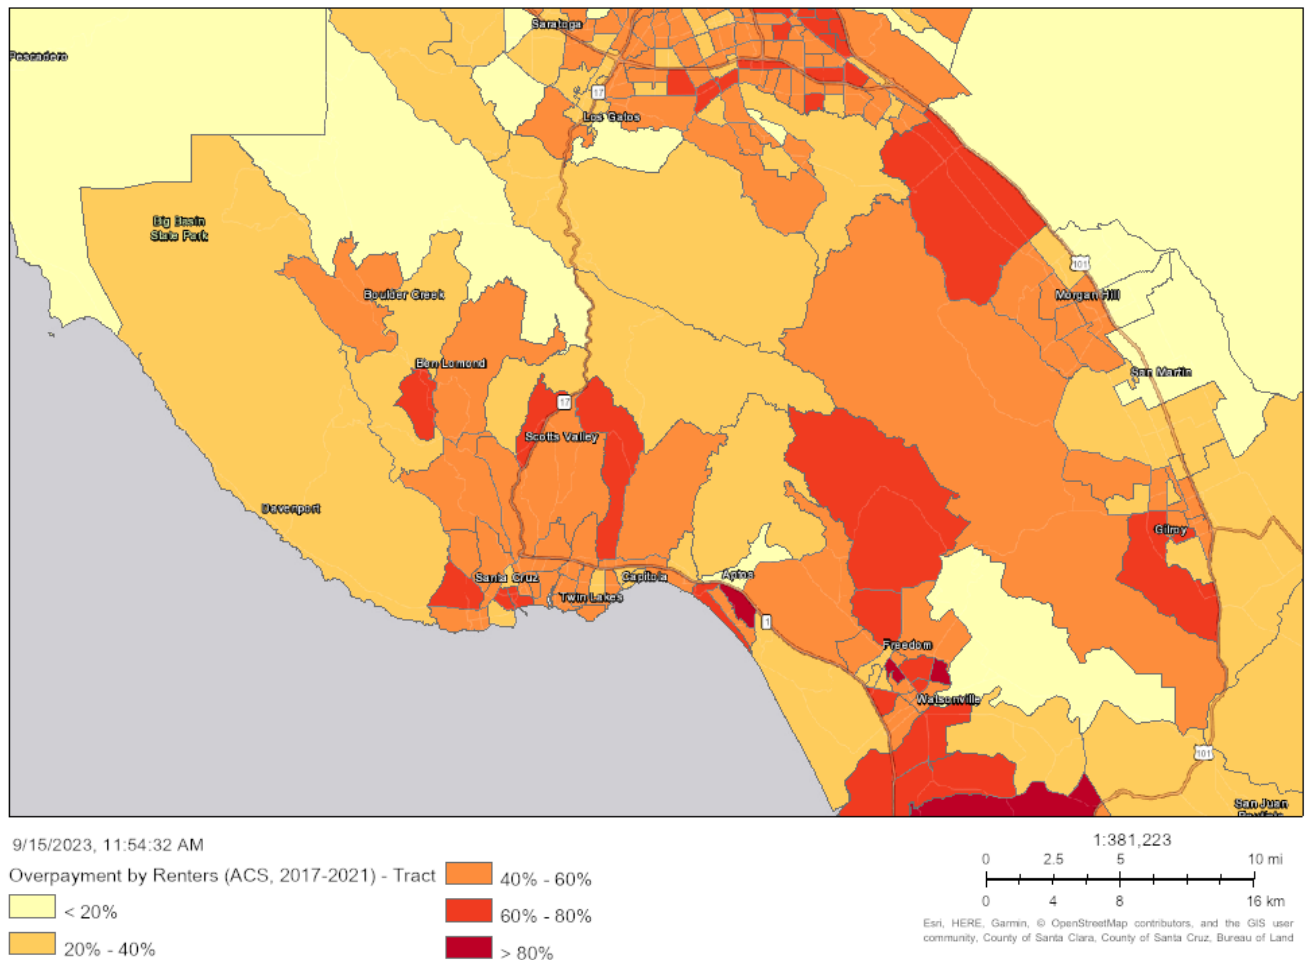 Saratoga
Pescadero
17
Los Gatos
Big Basin
State Park
101
Boulder Creek
Morgan Hill
Ben Lomond
San Martin
17
Scotts Valley
Davenport
Gilroy
Santa Cruz
Capitola
Aptos
Twin Lakes
1
Freedom
Watsonville
101
San Juan
Bautista
9/15/2023, 11:54:32 AM
Overpayment by Renters (ACS, 2017-2021) - Tract
< 20%
20% - 40%
40% - 60%
60% - 80%
> 80%
1:381,223
0 2.5 5 10 mi
0 4 8 16 km
Esri, HERE, Garmin, © OpenStreetMap contributors, and the GIS user
community, County of Santa Clara, County of Santa Cruz, Bureau of Land